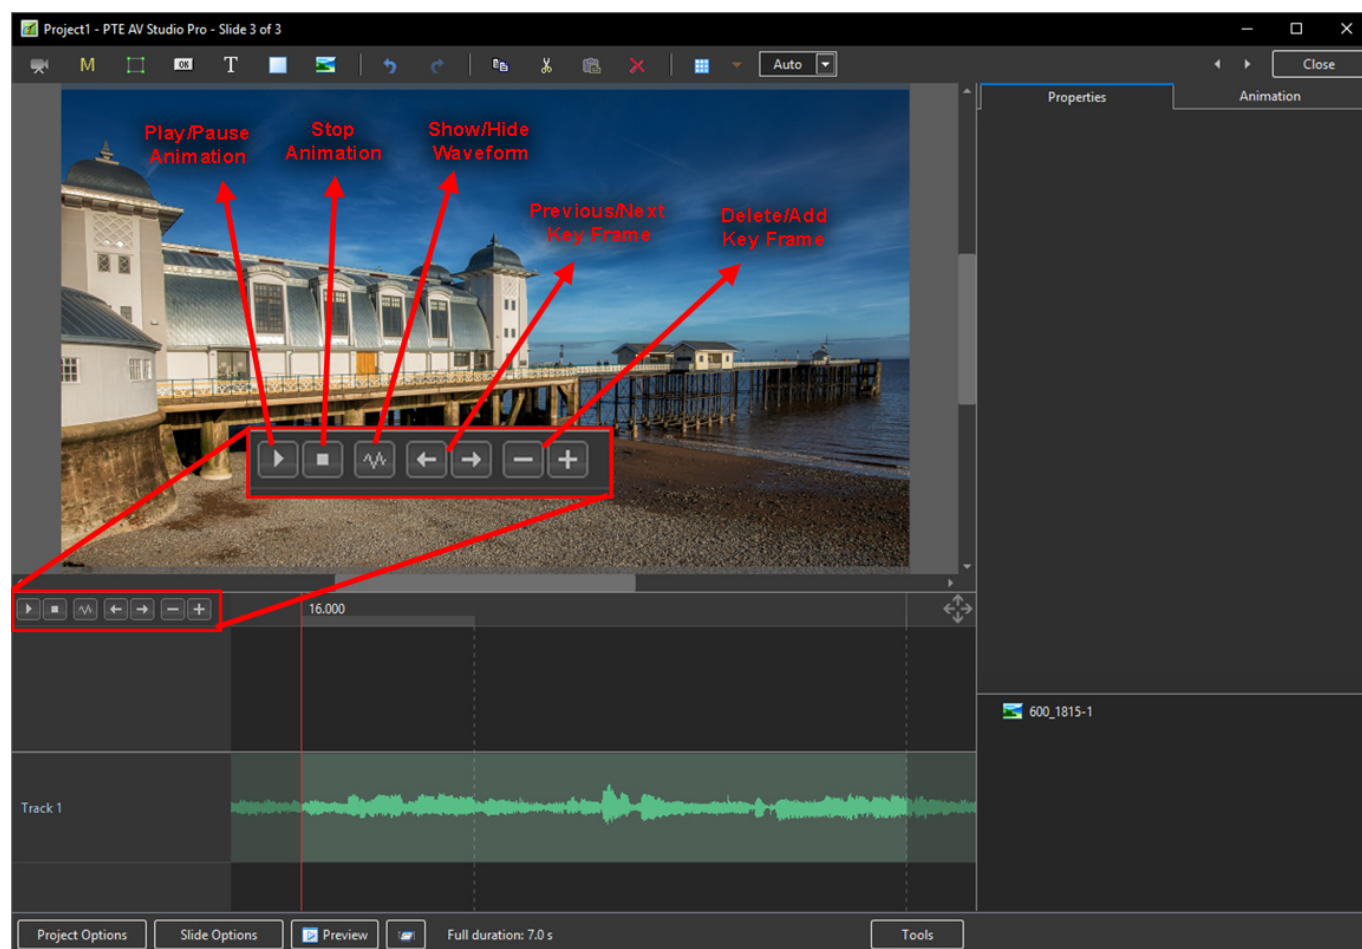 Project1 - PTE AV Studio Pro - Slide 3 of 3
M
OK
T
Auto
Close
Properties
Animation
Play/Pause
Animation
Stop
Animation
Show/Hide
Waveform
Previous/Next
Key Frame
Delete/Add
Key Frame
16.000
600_1815-1
Track 1
Project Options
Slide Options
Preview
Full duration: 7.0 s
Tools